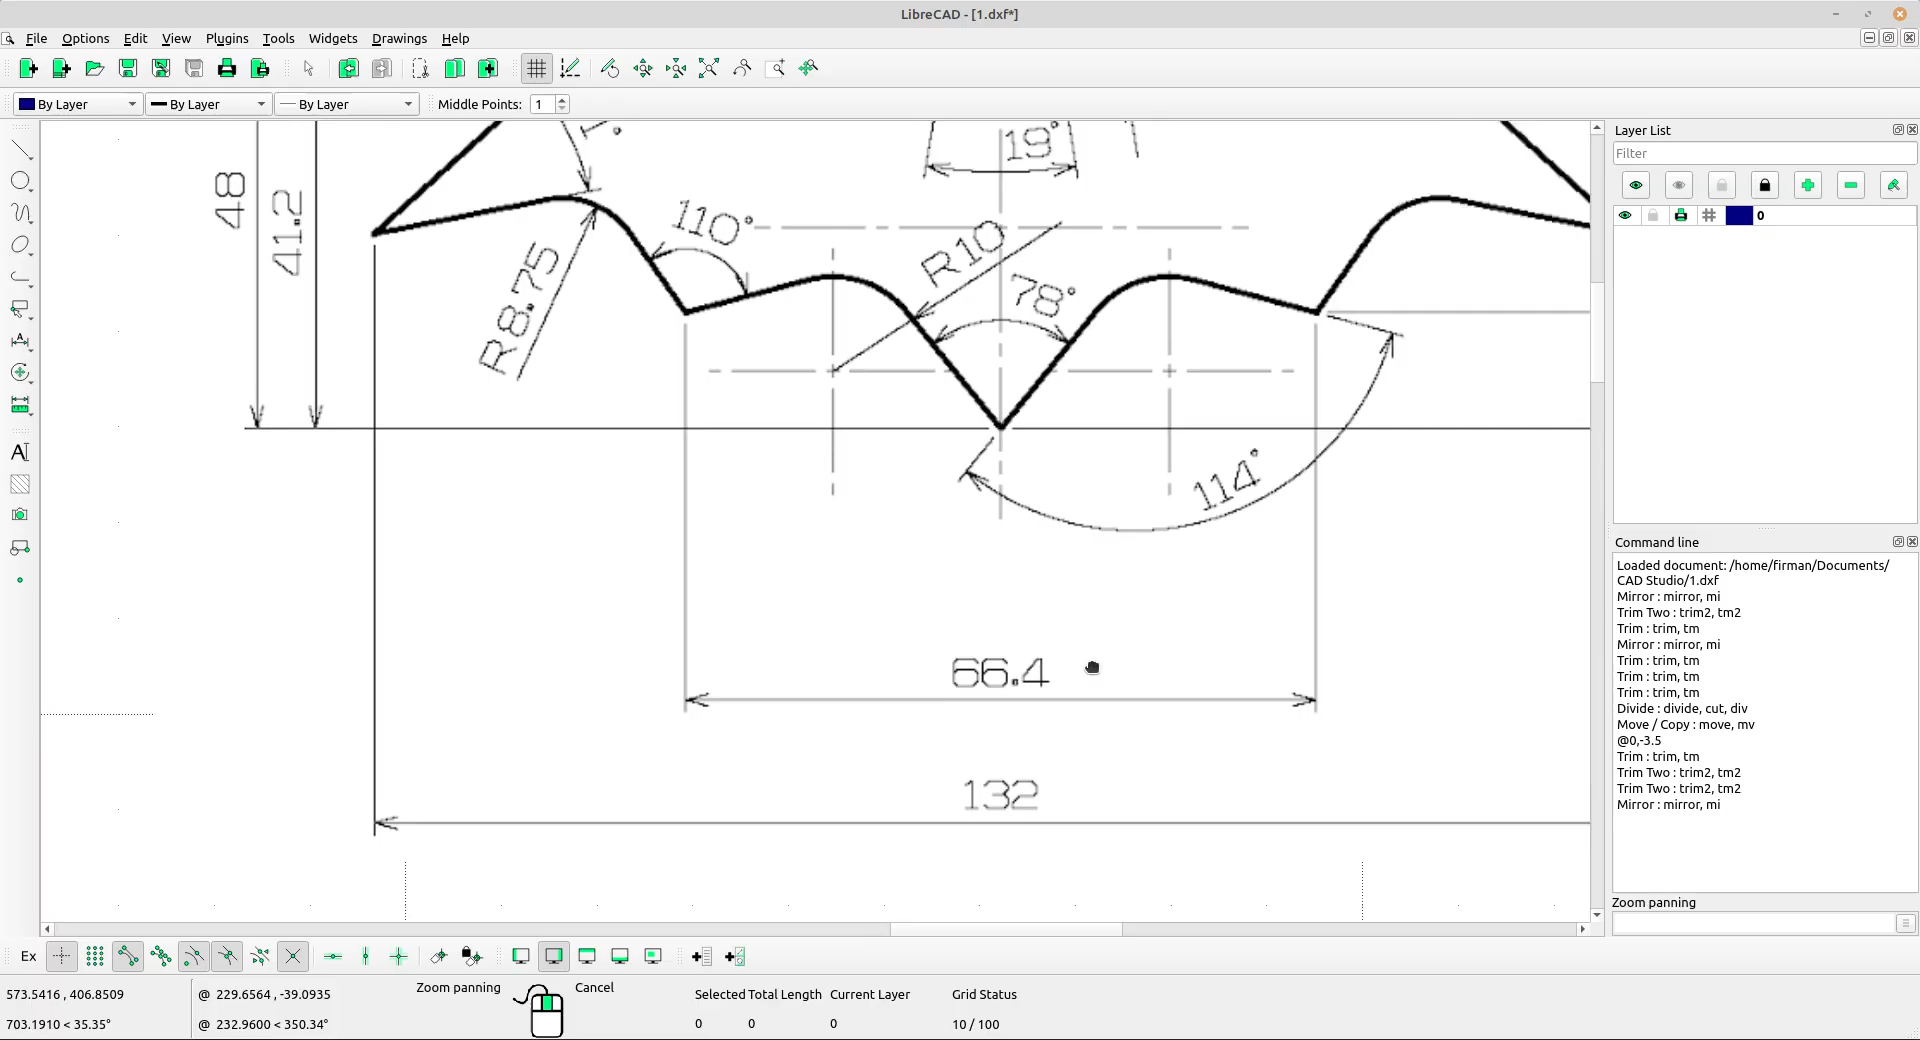 LibreCAD - [1.dxf*]
File Options Edit View Plugins Tools Widgets Drawings Help
By Layer By Layer By Layer Middle Points: 1
48
41.2
19°
110°
R8.75
R10
78°
114°
66.4
132
Layer List
Filter
0
Command line
Loaded document: /home/firman/Documents/
CAD Studio/1.dxf
Mirror : mirror, mi
Trim Two : trim2, tm2
Trim : trim, tm
Mirror : mirror, mi
Trim : trim, tm
Trim : trim, tm
Trim : trim, tm
Divide : divide, cut, div
Move / Copy : move, mv
@0,-3.5
Trim : trim, tm
Trim Two : trim2, tm2
Trim Two : trim2, tm2
Mirror : mirror, mi
Zoom panning
Ex
573.5416 , 406.8509 @ 229.6564 , -39.0935 Zoom panning Cancel Selected Total Length Current Layer Grid Status
703.1910 < 35.35° @ 232.9600 < 350.34° 0 0 0 10 / 100